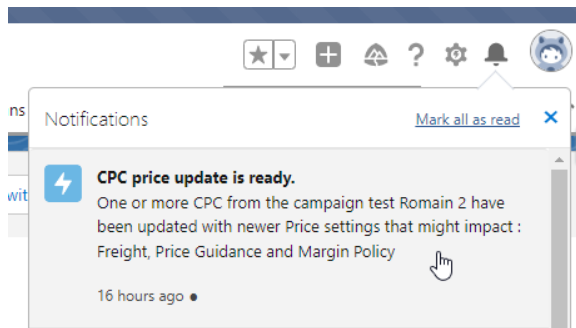 ns
Notifications
Mark all as read
wit
CPC price update is ready.
One or more CPC from the campaign test Romain 2 have
been updated with newer Price settings that might impact :
Freight, Price Guidance and Margin Policy
16 hours ago